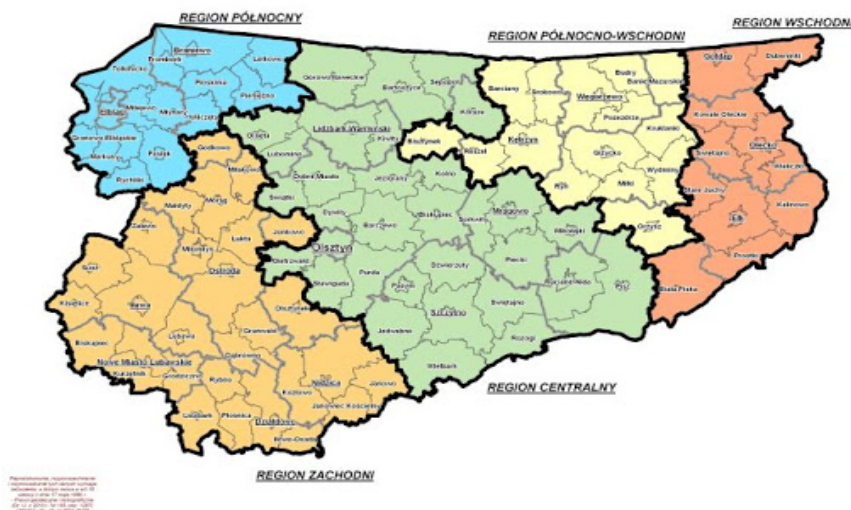 REGION PÓŁNOCNY
REGION PÓŁNOCNO-WSCHODNI
REGION WSCHODNI
Braniewo
Lelkowo
Frombork
Tolkmicko
Płoskinia
Pieniężno
Elbląg
Milejewo
Młynary
Wilczęta
Gronowo Elbląskie
Markusy
Pasłęk
Rychliki
Górowo Iławeckie
Bartoszyce
Sępopol
Lidzbark Warmiński
Orneta
Kiwity
Lubomino
Dobre Miasto
Jeziorany
Kolno
Świątki
Dywity
Barczewo
Biskupiec
Sorkwity
Mrągowo
Mikołajki
Olsztyn
Gietrzwałd
Stawiguda
Purda
Pasym
Dźwierzuty
Piecki
Ruciane-Nida
Pisz
Szczytno
Świętajno
Jedwabno
Rozogi
Wielbark
Barciany
Srokowo
Węgorzewo
Budry
Banie Mazurskie
Pozezdrze
Kruklanki
Kętrzyn
Reszel
Giżycko
Wydminy
Ryn
Miłki
Orzysz
Gołdap
Dubeninki
Kowale Oleckie
Olecko
Świętajno
Wieliczki
Stare Juchy
Ełk
Kalinowo
Prostki
Biała Piska
Godkowo
Miłakowo
Morąg
Małdyty
Zalewo
Łukta
Jonkowo
Miłomłyn
Ostróda
Susz
Kisielice
Iława
Olsztynek
Grunwald
Lubawa
Biskupiec
Dąbrówno
Nowe Miasto Lubawskie
Kurzętnik
Grodziczno
Rybno
Nidzica
Kozłowo
Janowo
Janowiec Kościelny
Lidzbark
Płośnica
Działdowo
Iłowo-Osada
REGION CENTRALNY
REGION ZACHODNI